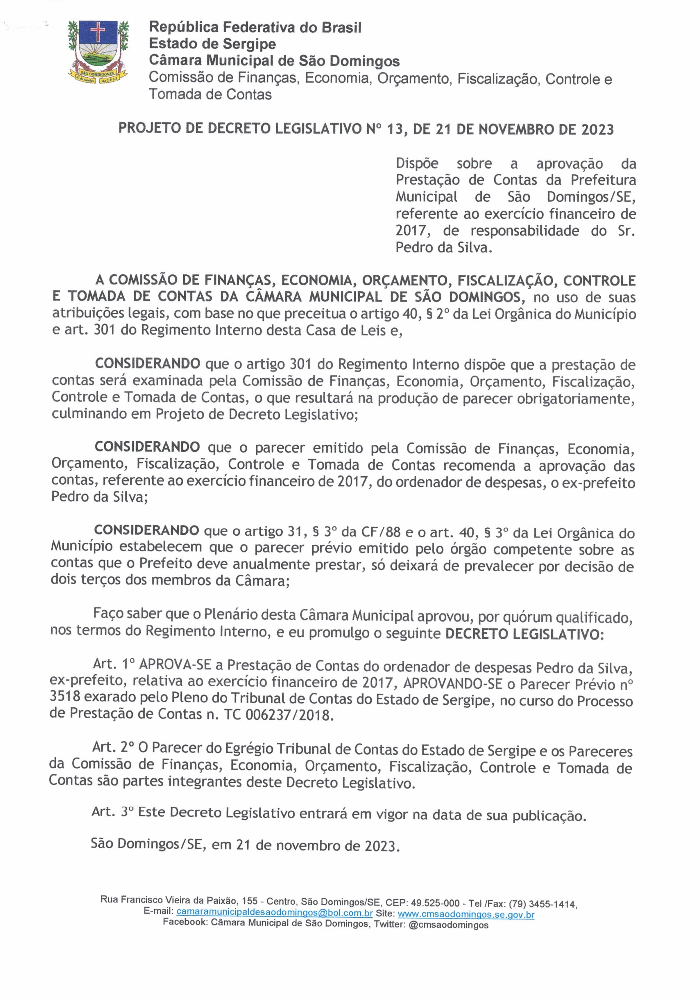 República Federativa do Brasil
Estado de Sergipe
Câmara Municipal de São Domingos
Comissão de Finanças, Economia, Orçamento, Fiscalização, Controle e
Tomada de Contas
SÃO DOMINGOS-SE
21 de outubro de 1963
PROJETO DE DECRETO LEGISLATIVO Nº 13, DE 21 DE NOVEMBRO DE 2023
Dispõe sobre a aprovação da
Prestação de Contas da Prefeitura
Municipal de São Domingos/SE,
referente ao exercício financeiro de
2017, de responsabilidade do Sr.
Pedro da Silva.
A COMISSÃO DE FINANÇAS, ECONOMIA, ORÇAMENTO, FISCALIZAÇÃO, CONTROLE
E TOMADA DE CONTAS DA CÂMARA MUNICIPAL DE SÃO DOMINGOS, no uso de suas
atribuições legais, com base no que preceitua o artigo 40, § 2º da Lei Orgânica do Município
e art. 301 do Regimento Interno desta Casa de Leis e,
CONSIDERANDO que o artigo 301 do Regimento Interno dispõe que a prestação de
contas será examinada pela Comissão de Finanças, Economia, Orçamento, Fiscalização,
Controle e Tomada de Contas, o que resultará na produção de parecer obrigatoriamente,
culminando em Projeto de Decreto Legislativo;
CONSIDERANDO que o parecer emitido pela Comissão de Finanças, Economia,
Orçamento, Fiscalização, Controle e Tomada de Contas recomenda a aprovação das
contas, referente ao exercício financeiro de 2017, do ordenador de despesas, o ex-prefeito
Pedro da Silva;
CONSIDERANDO que o artigo 31, § 3º da CF/88 e o art. 40, § 3º da Lei Orgânica do
Município estabelecem que o parecer prévio emitido pelo órgão competente sobre as
contas que o Prefeito deve anualmente prestar, só deixará de prevalecer por decisão de
dois terços dos membros da Câmara;
Faço saber que o Plenário desta Câmara Municipal aprovou, por quórum qualificado,
nos termos do Regimento Interno, e eu promulgo o seguinte DECRETO LEGISLATIVO:
Art. 1º APROVA-SE a Prestação de Contas do ordenador de despesas Pedro da Silva,
ex-prefeito, relativa ao exercício financeiro de 2017, APROVANDO-SE o Parecer Prévio nº
3518 exarado pelo Pleno do Tribunal de Contas do Estado de Sergipe, no curso do Processo
de Prestação de Contas n. TC 006237/2018.
Art. 2º O Parecer do Egrégio Tribunal de Contas do Estado de Sergipe e os Pareceres
da Comissão de Finanças, Economia, Orçamento, Fiscalização, Controle e Tomada de
Contas são partes integrantes deste Decreto Legislativo.
Art. 3º Este Decreto Legislativo entrará em vigor na data de sua publicação.
São Domingos/SE, em 21 de novembro de 2023.
Rua Francisco Vieira da Paixão, 155 - Centro, São Domingos/SE, CEP: 49.525-000 - Tel /Fax: (79) 3455-1414,
E-mail: camaramunicipaldesaodomingos@bol.com.br Site: www.cmsaodomingos.se.gov.br
Facebook: Câmara Municipal de São Domingos, Twitter: @cmsaodomingos